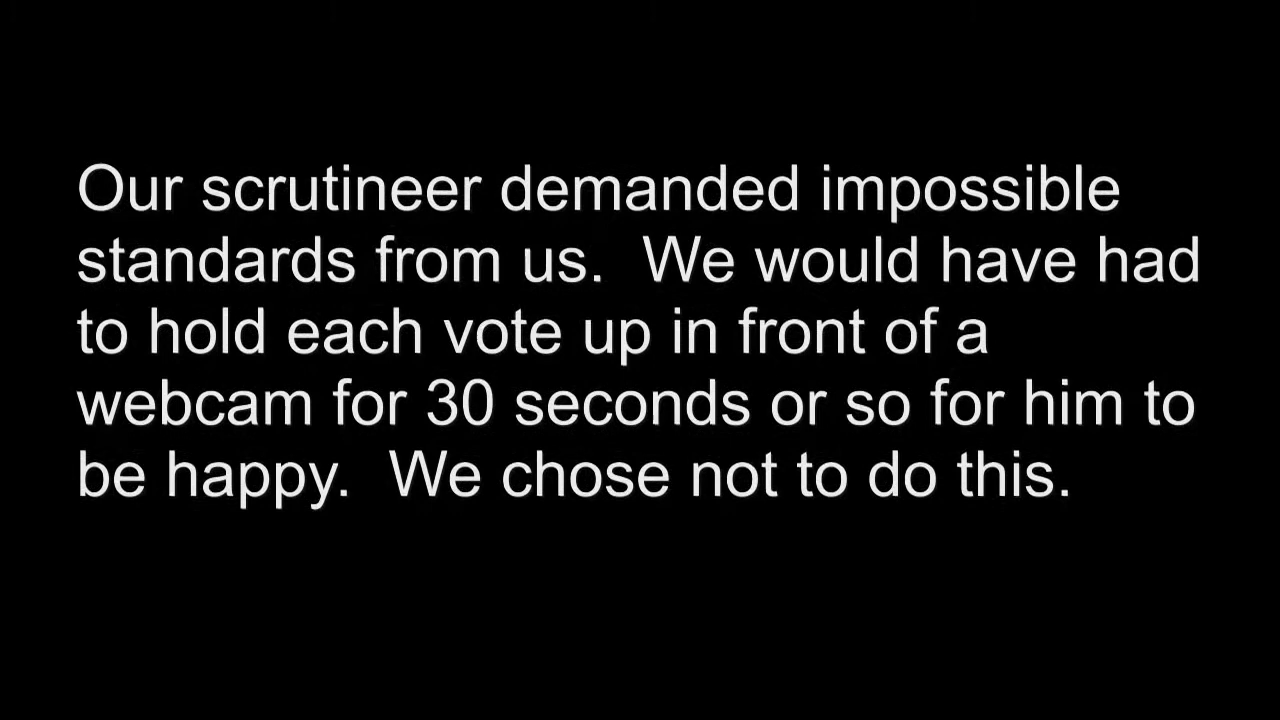 Our scrutineer demanded impossible
standards from us.  We would have had
to hold each vote up in front of a
webcam for 30 seconds or so for him to
be happy.  We chose not to do this.